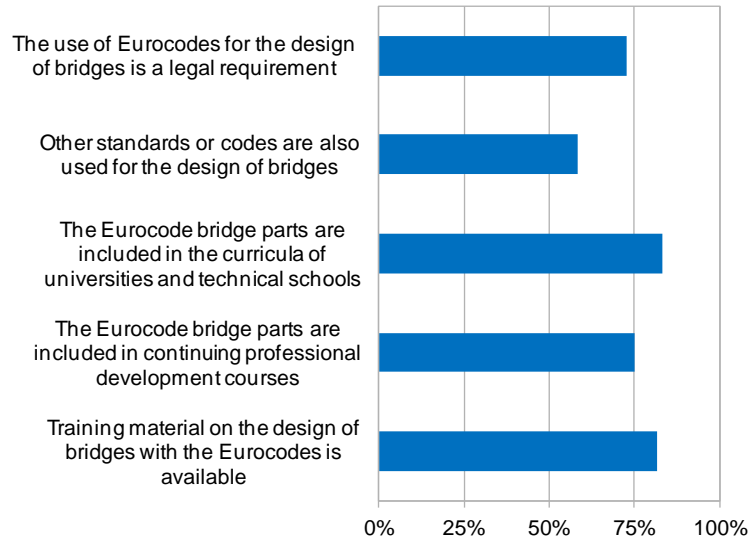 The use of Eurocodes for the design
of bridges is a legal requirement
Other standards or codes are also
used for the design of bridges
The Eurocode bridge parts are
included in the curricula of
universities and technical schools
The Eurocode bridge parts are
included in continuing professional
development courses
Training material on the design of
bridges with the Eurocodes is
available
0% 25% 50% 75% 100%